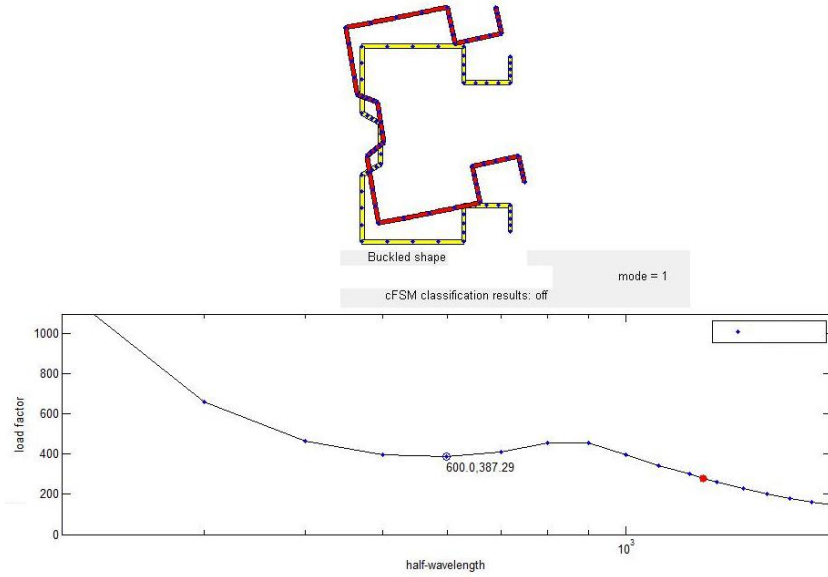 Buckled shape
mode = 1
cFSM classification results: off
1000
800
600
400
200
0
load factor
600.0,387.29
10³
half-wavelength